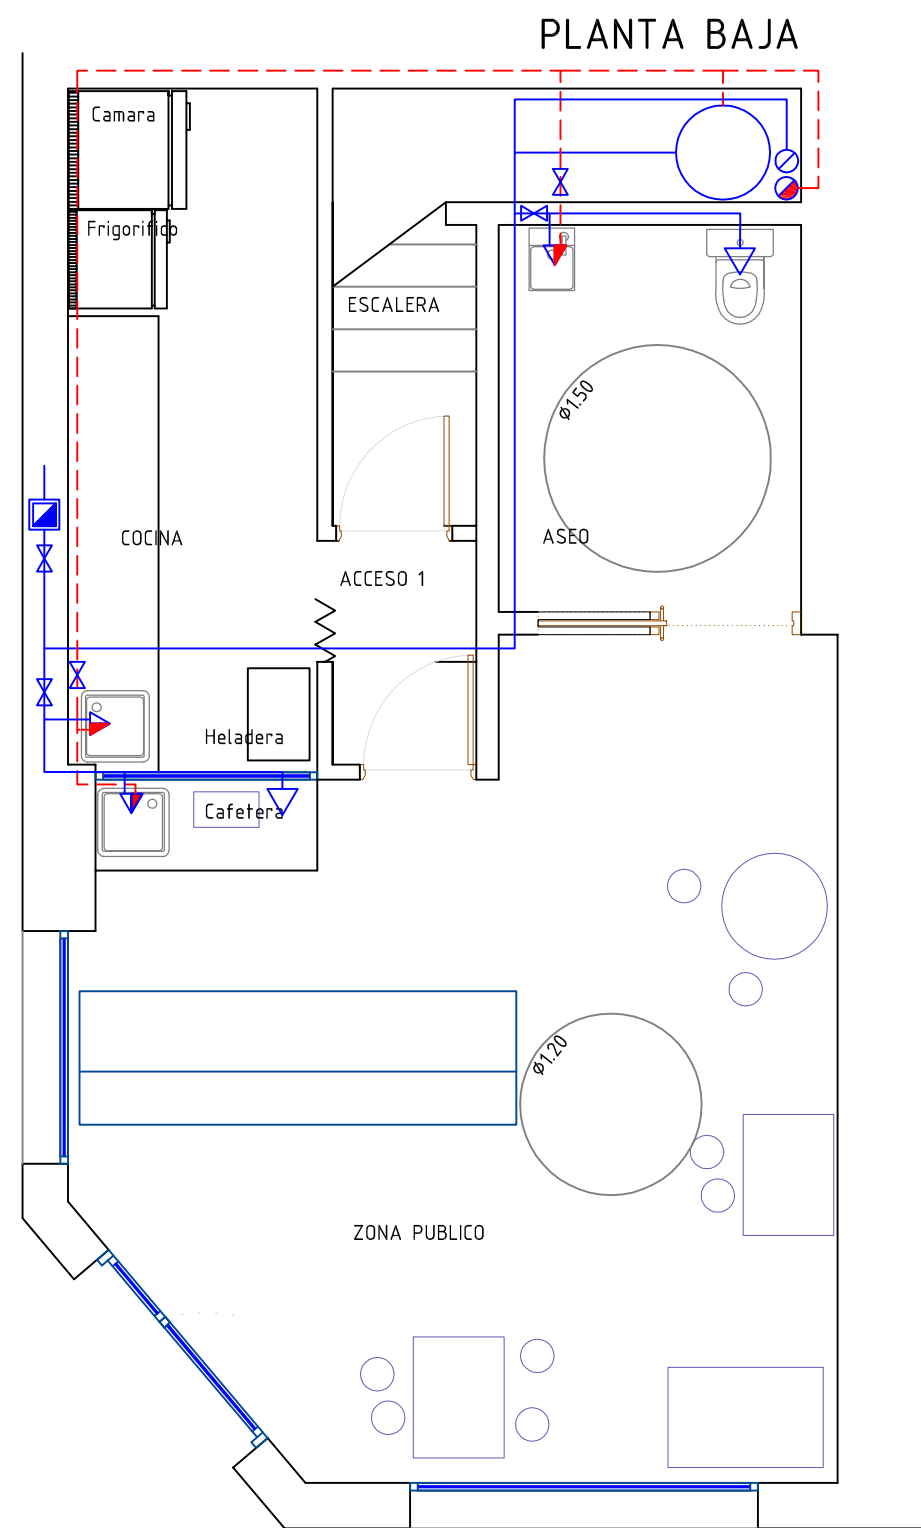 PLANTA BAJA
Camara
Frigorifico
ESCALERA
Ø1.50
COCINA
ASEO
ACCESO 1
Heladera
Cafetera
Ø1.20
ZONA PUBLICO